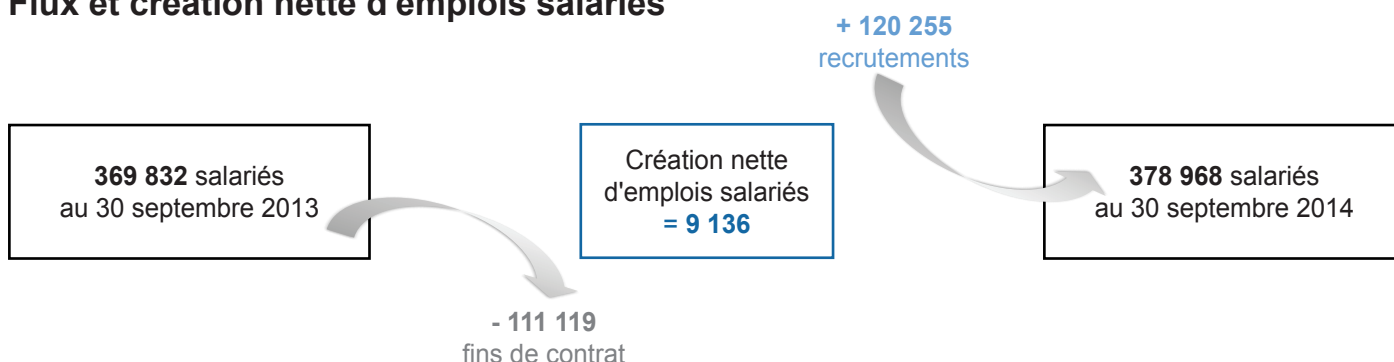 Flux et création nette d'emplois salariés
+ 120 255
recrutements
369 832 salariés
au 30 septembre 2013
Création nette
d'emplois salariés
= 9 136
378 968 salariés
au 30 septembre 2014
- 111 119
fins de contrat